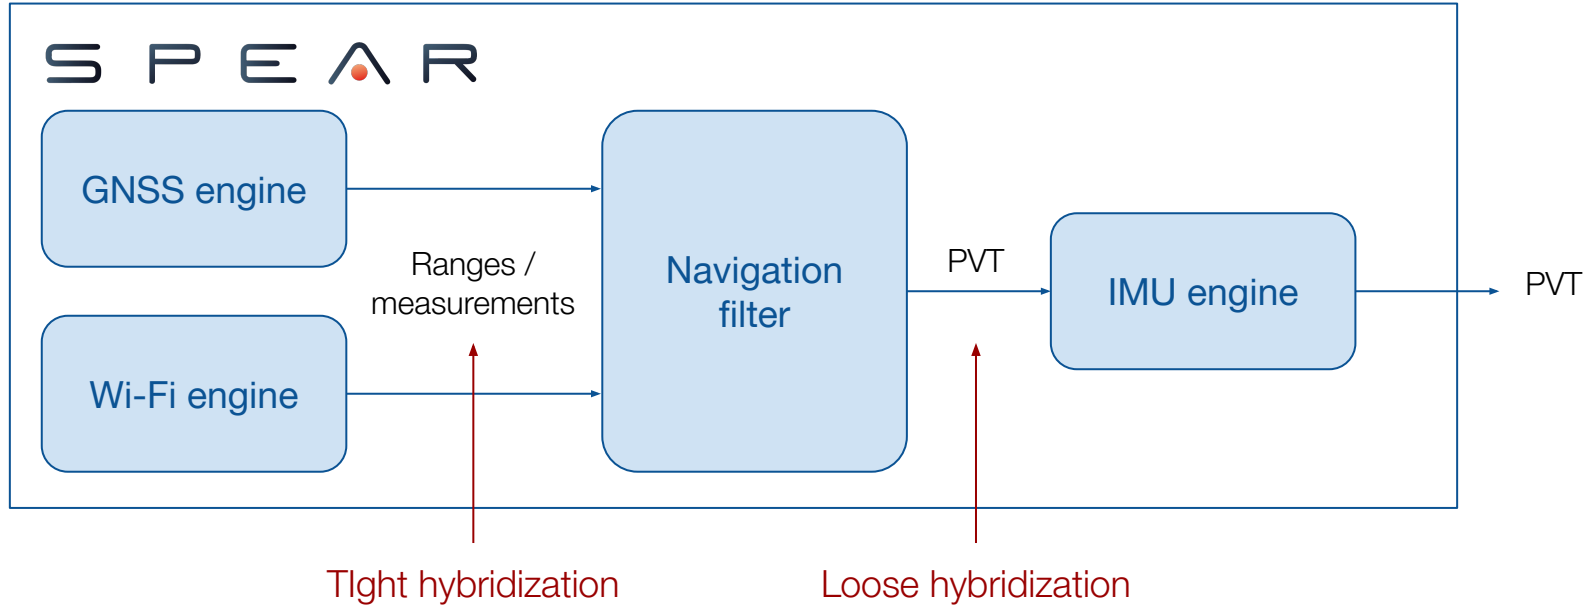 SPEAR
GNSS engine
Ranges /
measurements
Wi-Fi engine
Navigation
filter
PVT
IMU engine
PVT
TIght hybridization
Loose hybridization